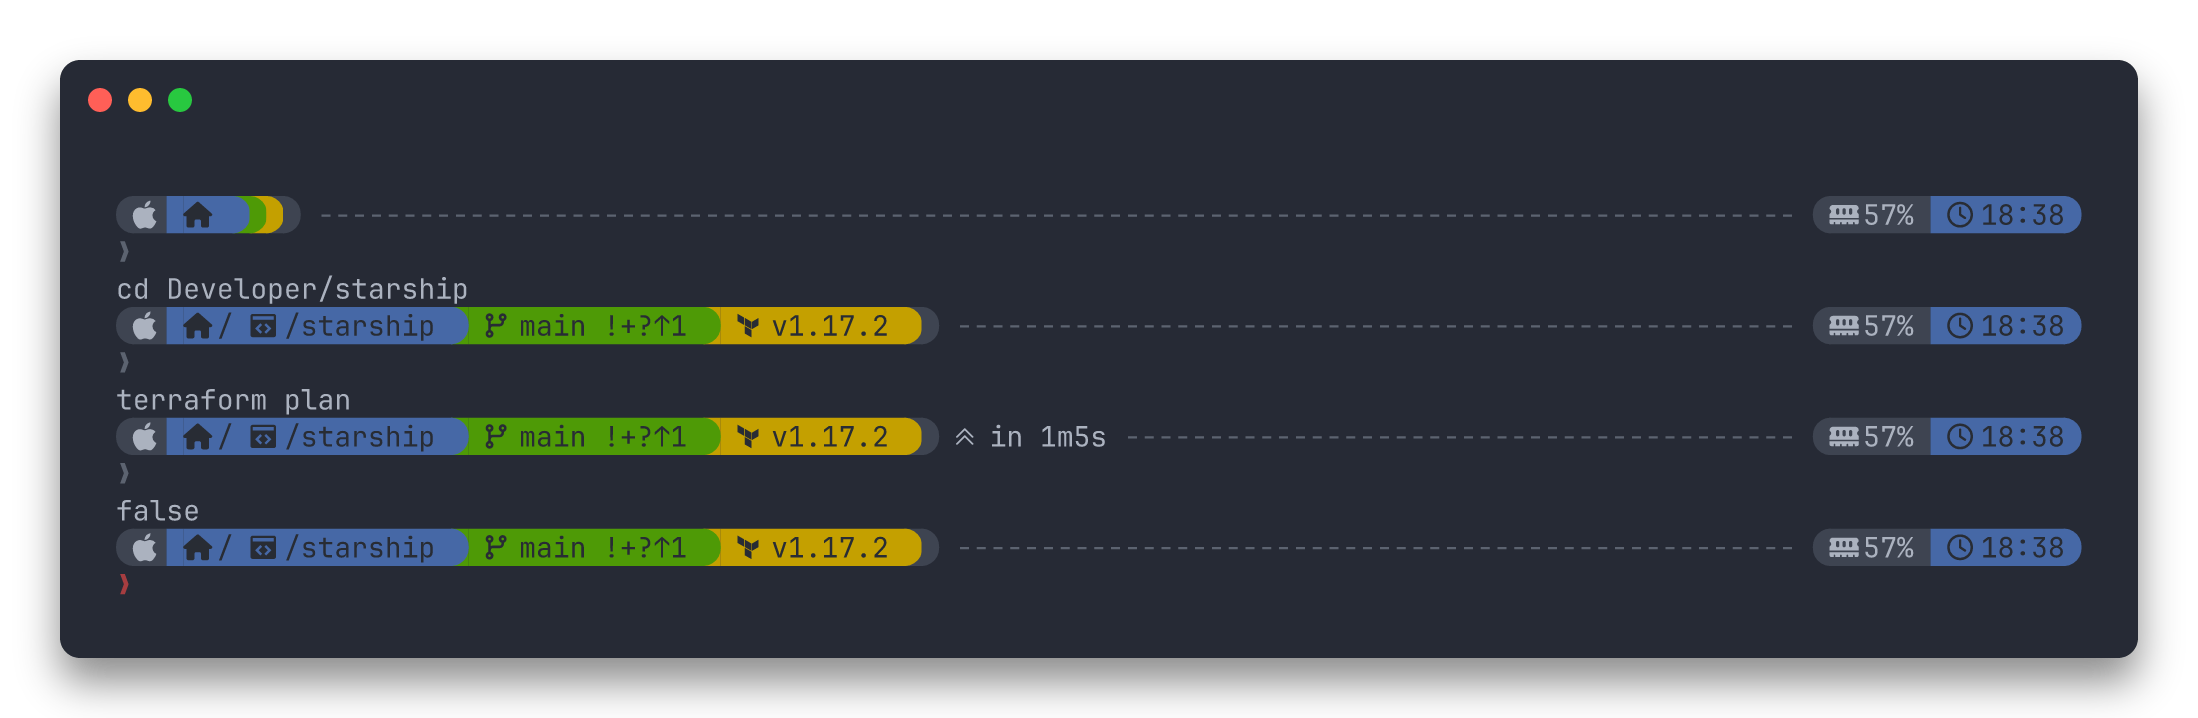 57% 18:38
❱
cd Developer/starship
/ /starship main !+?↑1 v1.17.2 57% 18:38
❱
terraform plan
/ /starship main !+?↑1 v1.17.2 in 1m5s 57% 18:38
❱
false
/ /starship main !+?↑1 v1.17.2 57% 18:38
❱